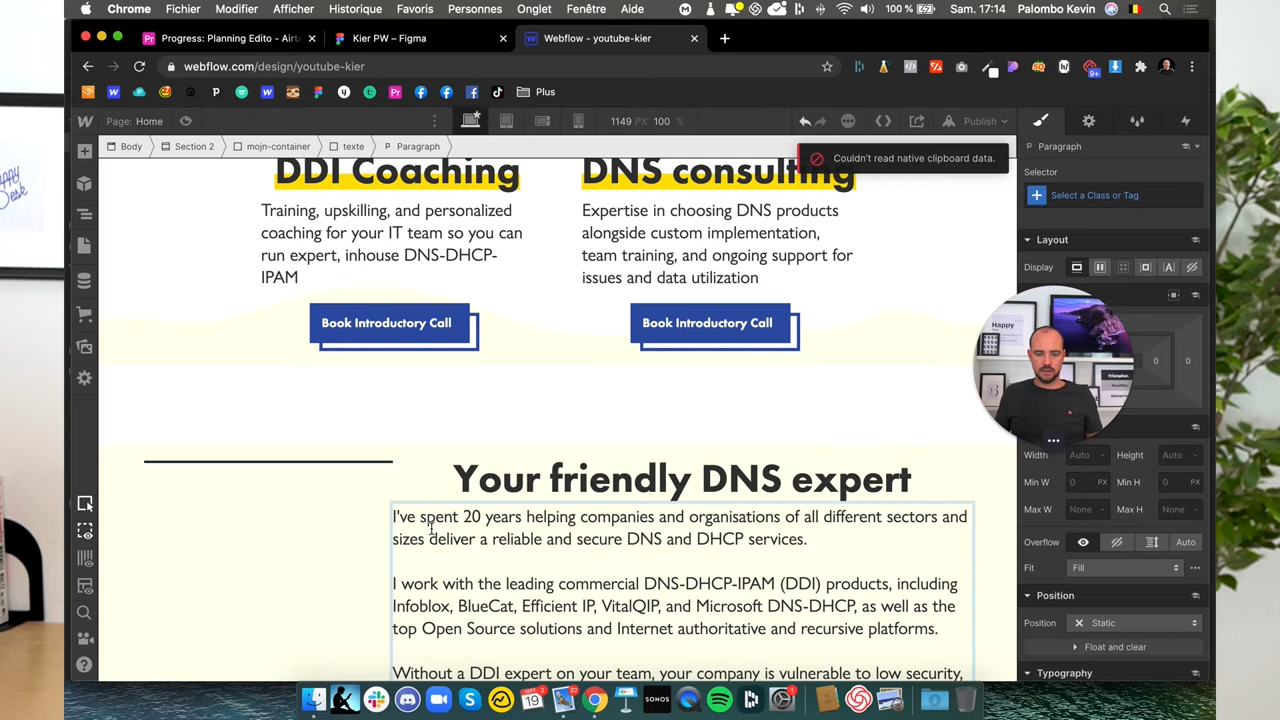 Chrome Fichier Modifier Afficher Historique Favoris Personnes Onglet Fenêtre Aide 100 % Sam. 17:14 Palombo Kevin
Progress: Planning Edito - Airta
Kier PW – Figma
Webflow - youtube-kier
webflow.com/design/youtube-kier
Plus
9+
Page: Home
1149 PX 100 %
Publish
Body
Section 2
mojn-container
texte
Paragraph
Couldn't read native clipboard data.
Paragraph
Selector
Select a Class or Tag
Layout
Display
0
0
Width Auto Height Auto
Min W 0 PX Min H 0 PX
Max W None Max H None
Overflow Auto
Fit Fill
Position
Position Static
Float and clear
Typography
DDI Coaching
Training, upskilling, and personalized
coaching for your IT team so you can
run expert, inhouse DNS-DHCP-
IPAM
Book Introductory Call
DNS consulting
Expertise in choosing DNS products
alongside custom implementation,
team training, and ongoing support for
issues and data utilization
Book Introductory Call
Your friendly DNS expert
I've spent 20 years helping companies and organisations of all different sectors and
sizes deliver a reliable and secure DNS and DHCP services.
I work with the leading commercial DNS-DHCP-IPAM (DDI) products, including
Infoblox, BlueCat, Efficient IP, VitalQIP, and Microsoft DNS-DHCP, as well as the
top Open Source solutions and Internet authoritative and recursive platforms.
Without a DDI expert on your team, your company is vulnerable to low security,
Happy
SONOS